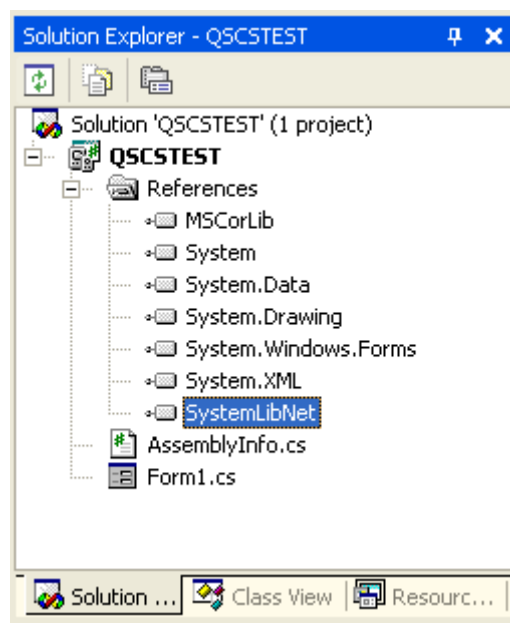 Solution Explorer - QSCSTEST
Solution 'QSCSTEST' (1 project)
QSCSTEST
References
MSCorLib
System
System.Data
System.Drawing
System.Windows.Forms
System.XML
SystemLibNet
AssemblyInfo.cs
Form1.cs
Solution ... Class View Resourc...